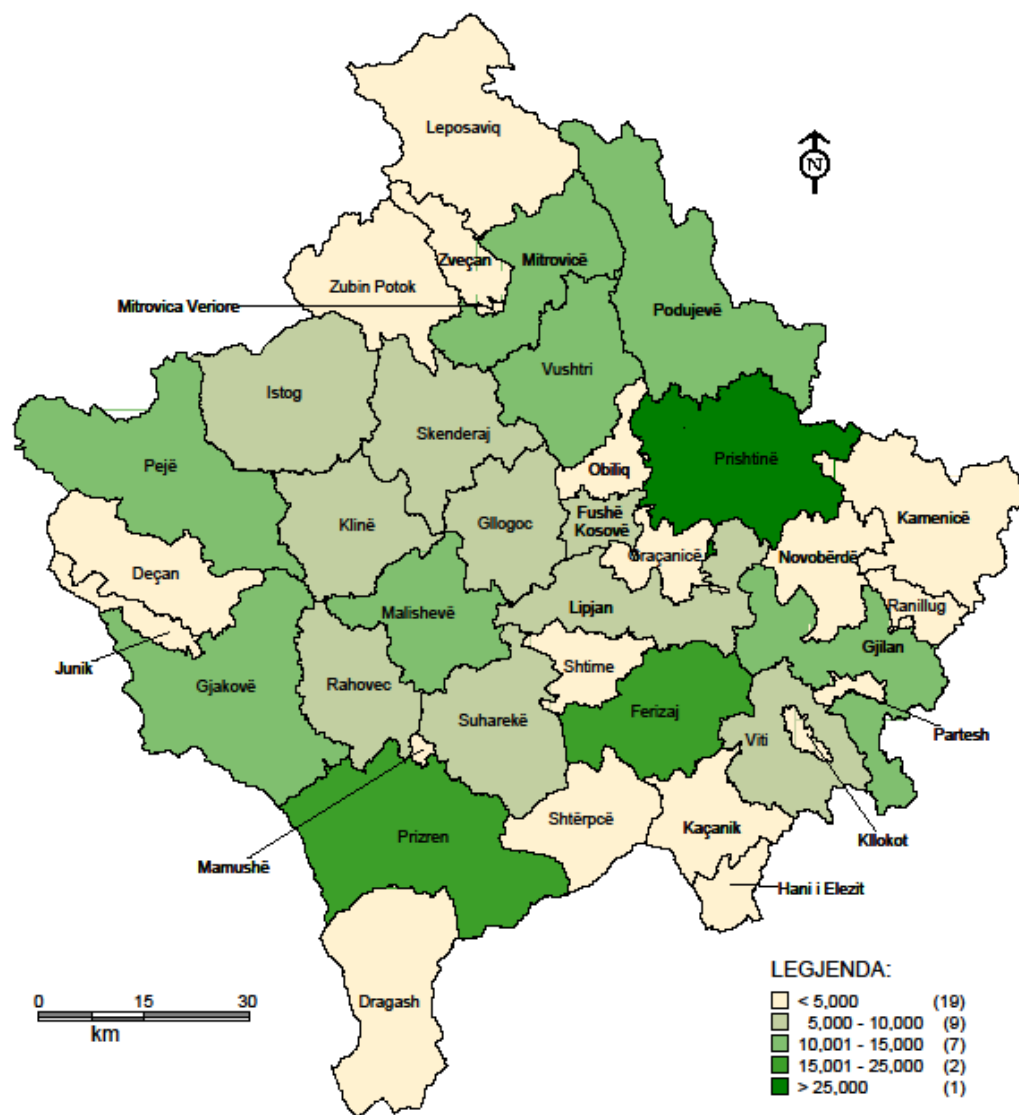 Leposaviq
N
Zveçan
Mitrovicë
Zubin Potok
Mitrovica Veriore
Podujevë
Vushtri
Istog
Skenderaj
Pejë
Obiliq
Prishtinë
Klinë
Gllogoc
Fushë
Kosovë
Kamenicë
Graçanicë
Novobërdë
Deçan
Malishevë
Lipjan
Ranillug
Junik
Shtime
Gjilan
Gjakovë
Rahovec
Suharekë
Ferizaj
Partesh
Viti
Shtërpcë
Kaçanik
Prizren
Kllokot
Mamushë
Hani i Elezit
Dragash
LEGJENDA:
< 5,000 (19)
5,000 - 10,000 (9)
10,001 - 15,000 (7)
15,001 - 25,000 (2)
> 25,000 (1)
0 15 30
km